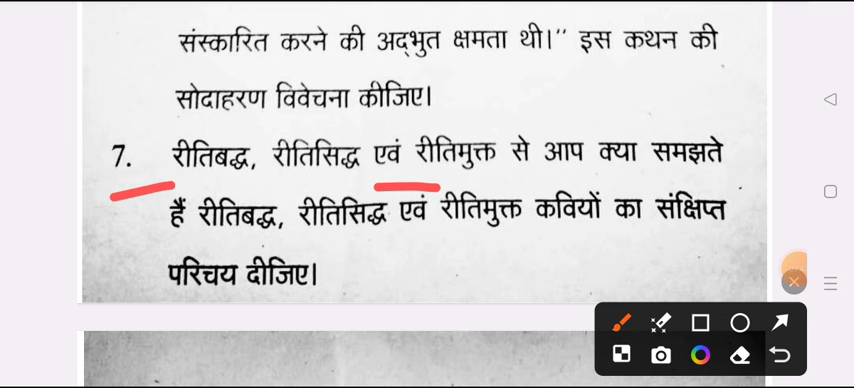 संस्कारित करने की अद्‌भुत क्षमता थी।'' इस कथन की
सोदाहरण विवेचना कीजिए।
7. रीतिबद्ध, रीतिसिद्ध एवं रीतिमुक्त से आप क्या समझते
हैं रीतिबद्ध, रीतिसिद्ध एवं रीतिमुक्त कवियों का संक्षिप्त
परिचय दीजिए।